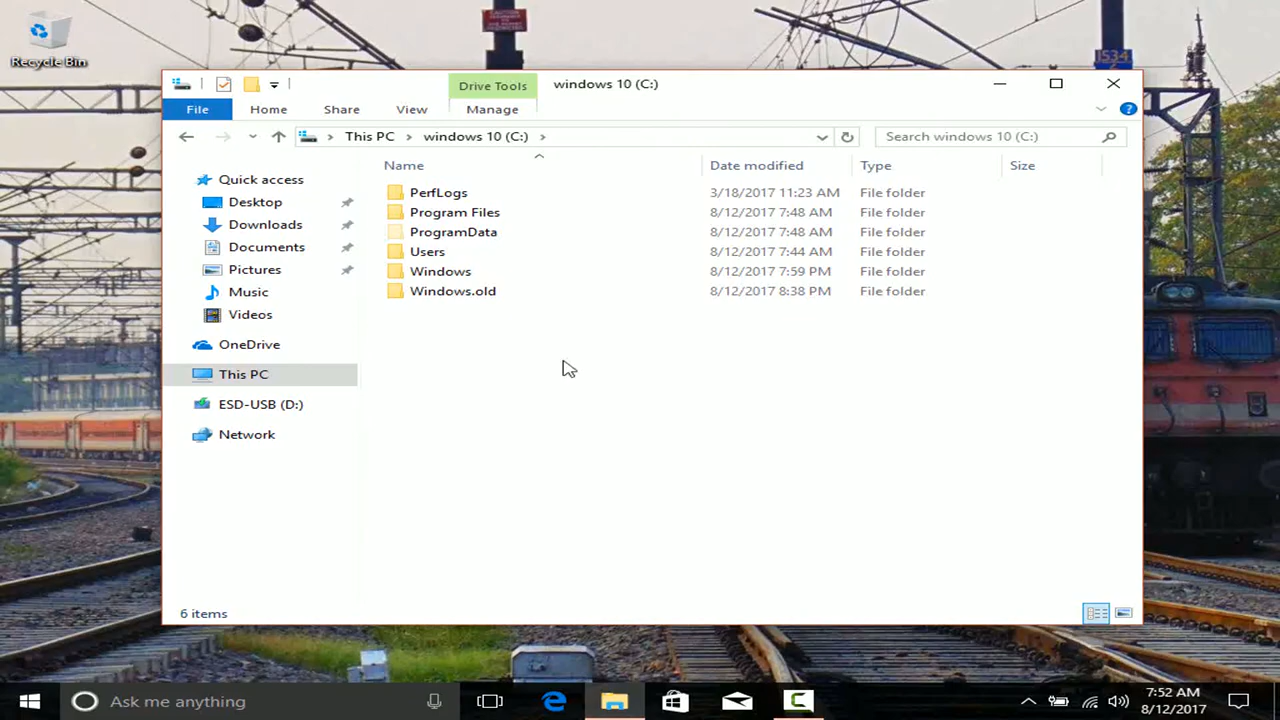 Recycle Bin
Drive Tools
windows 10 (C:)
File
Home
Share
View
Manage
This PC
windows 10 (C:)
Search windows 10 (C:)
Name
Date modified
Type
Size
Quick access
Desktop
Downloads
Documents
Pictures
Music
Videos
OneDrive
This PC
ESD-USB (D:)
Network
PerfLogs 3/18/2017 11:23 AM File folder
Program Files 8/12/2017 7:48 AM File folder
ProgramData 8/12/2017 7:48 AM File folder
Users 8/12/2017 7:44 AM File folder
Windows 8/12/2017 7:59 PM File folder
Windows.old 8/12/2017 8:38 PM File folder
6 items
Ask me anything
7:52 AM
8/12/2017